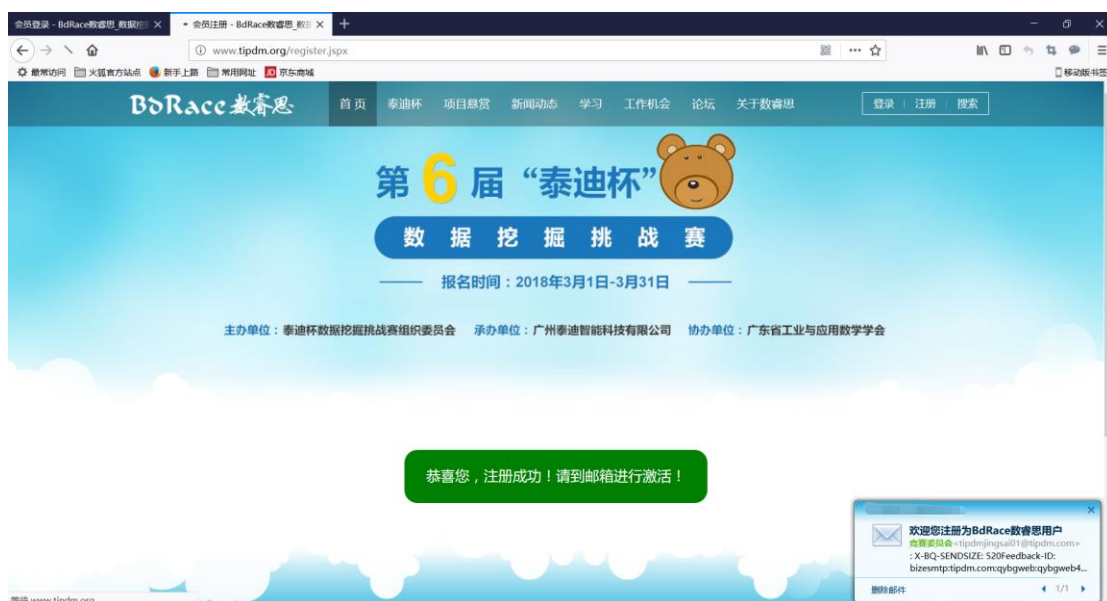 会员登录 - BdRace数睿思_数据挖
会员注册 - BdRace数睿思_数
www.tipdm.org/register.jspx
最常访问 火狐官方站点 新手上路 常用网址 JD 京东商城 移动版书签
BDRace 数睿思 首页 泰迪杯 项目悬赏 新闻动态 学习 工作机会 论坛 关于数睿思 登录 | 注册 | 搜索
第6届“泰迪杯”
数据挖掘挑战赛
报名时间：2018年3月1日-3月31日
主办单位：泰迪杯数据挖掘挑战赛组织委员会 承办单位：广州泰迪智能科技有限公司 协办单位：广东省工业与应用数学学会
恭喜您，注册成功！请到邮箱进行激活！
欢迎您注册为BdRace数睿思用户
竞赛委员会<tipdmjingsai01@tipdm.com>
: X-BQ-SENDSIZE: 520Feedback-ID:
bizesmtp:tipdm.com:qybgweb:qybgweb4...
删除邮件 1/1
www.tipdm.org